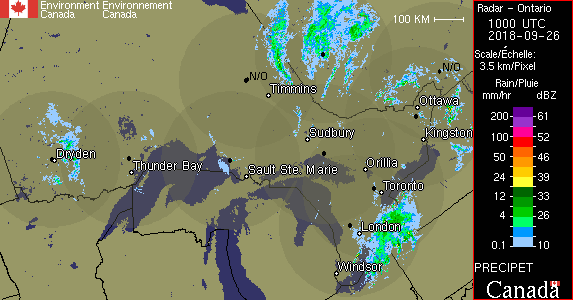 Environment Environnement
Canada Canada
100 KM
N/O
N/O
Timmins
Ottawa
Sudbury
Kingston
Dryden
Thunder Bay
Sault Ste. Marie
Orillia
Toronto
London
Windsor
Radar - Ontario
1000 UTC
2018-09-26
Scale/Échelle:
3.5 km/Pixel
Rain/Pluie
mm/hr dBZ
200 61
100 52
50 46
24 39
12 33
4 26
0.1 10
PRECIPET
Canada